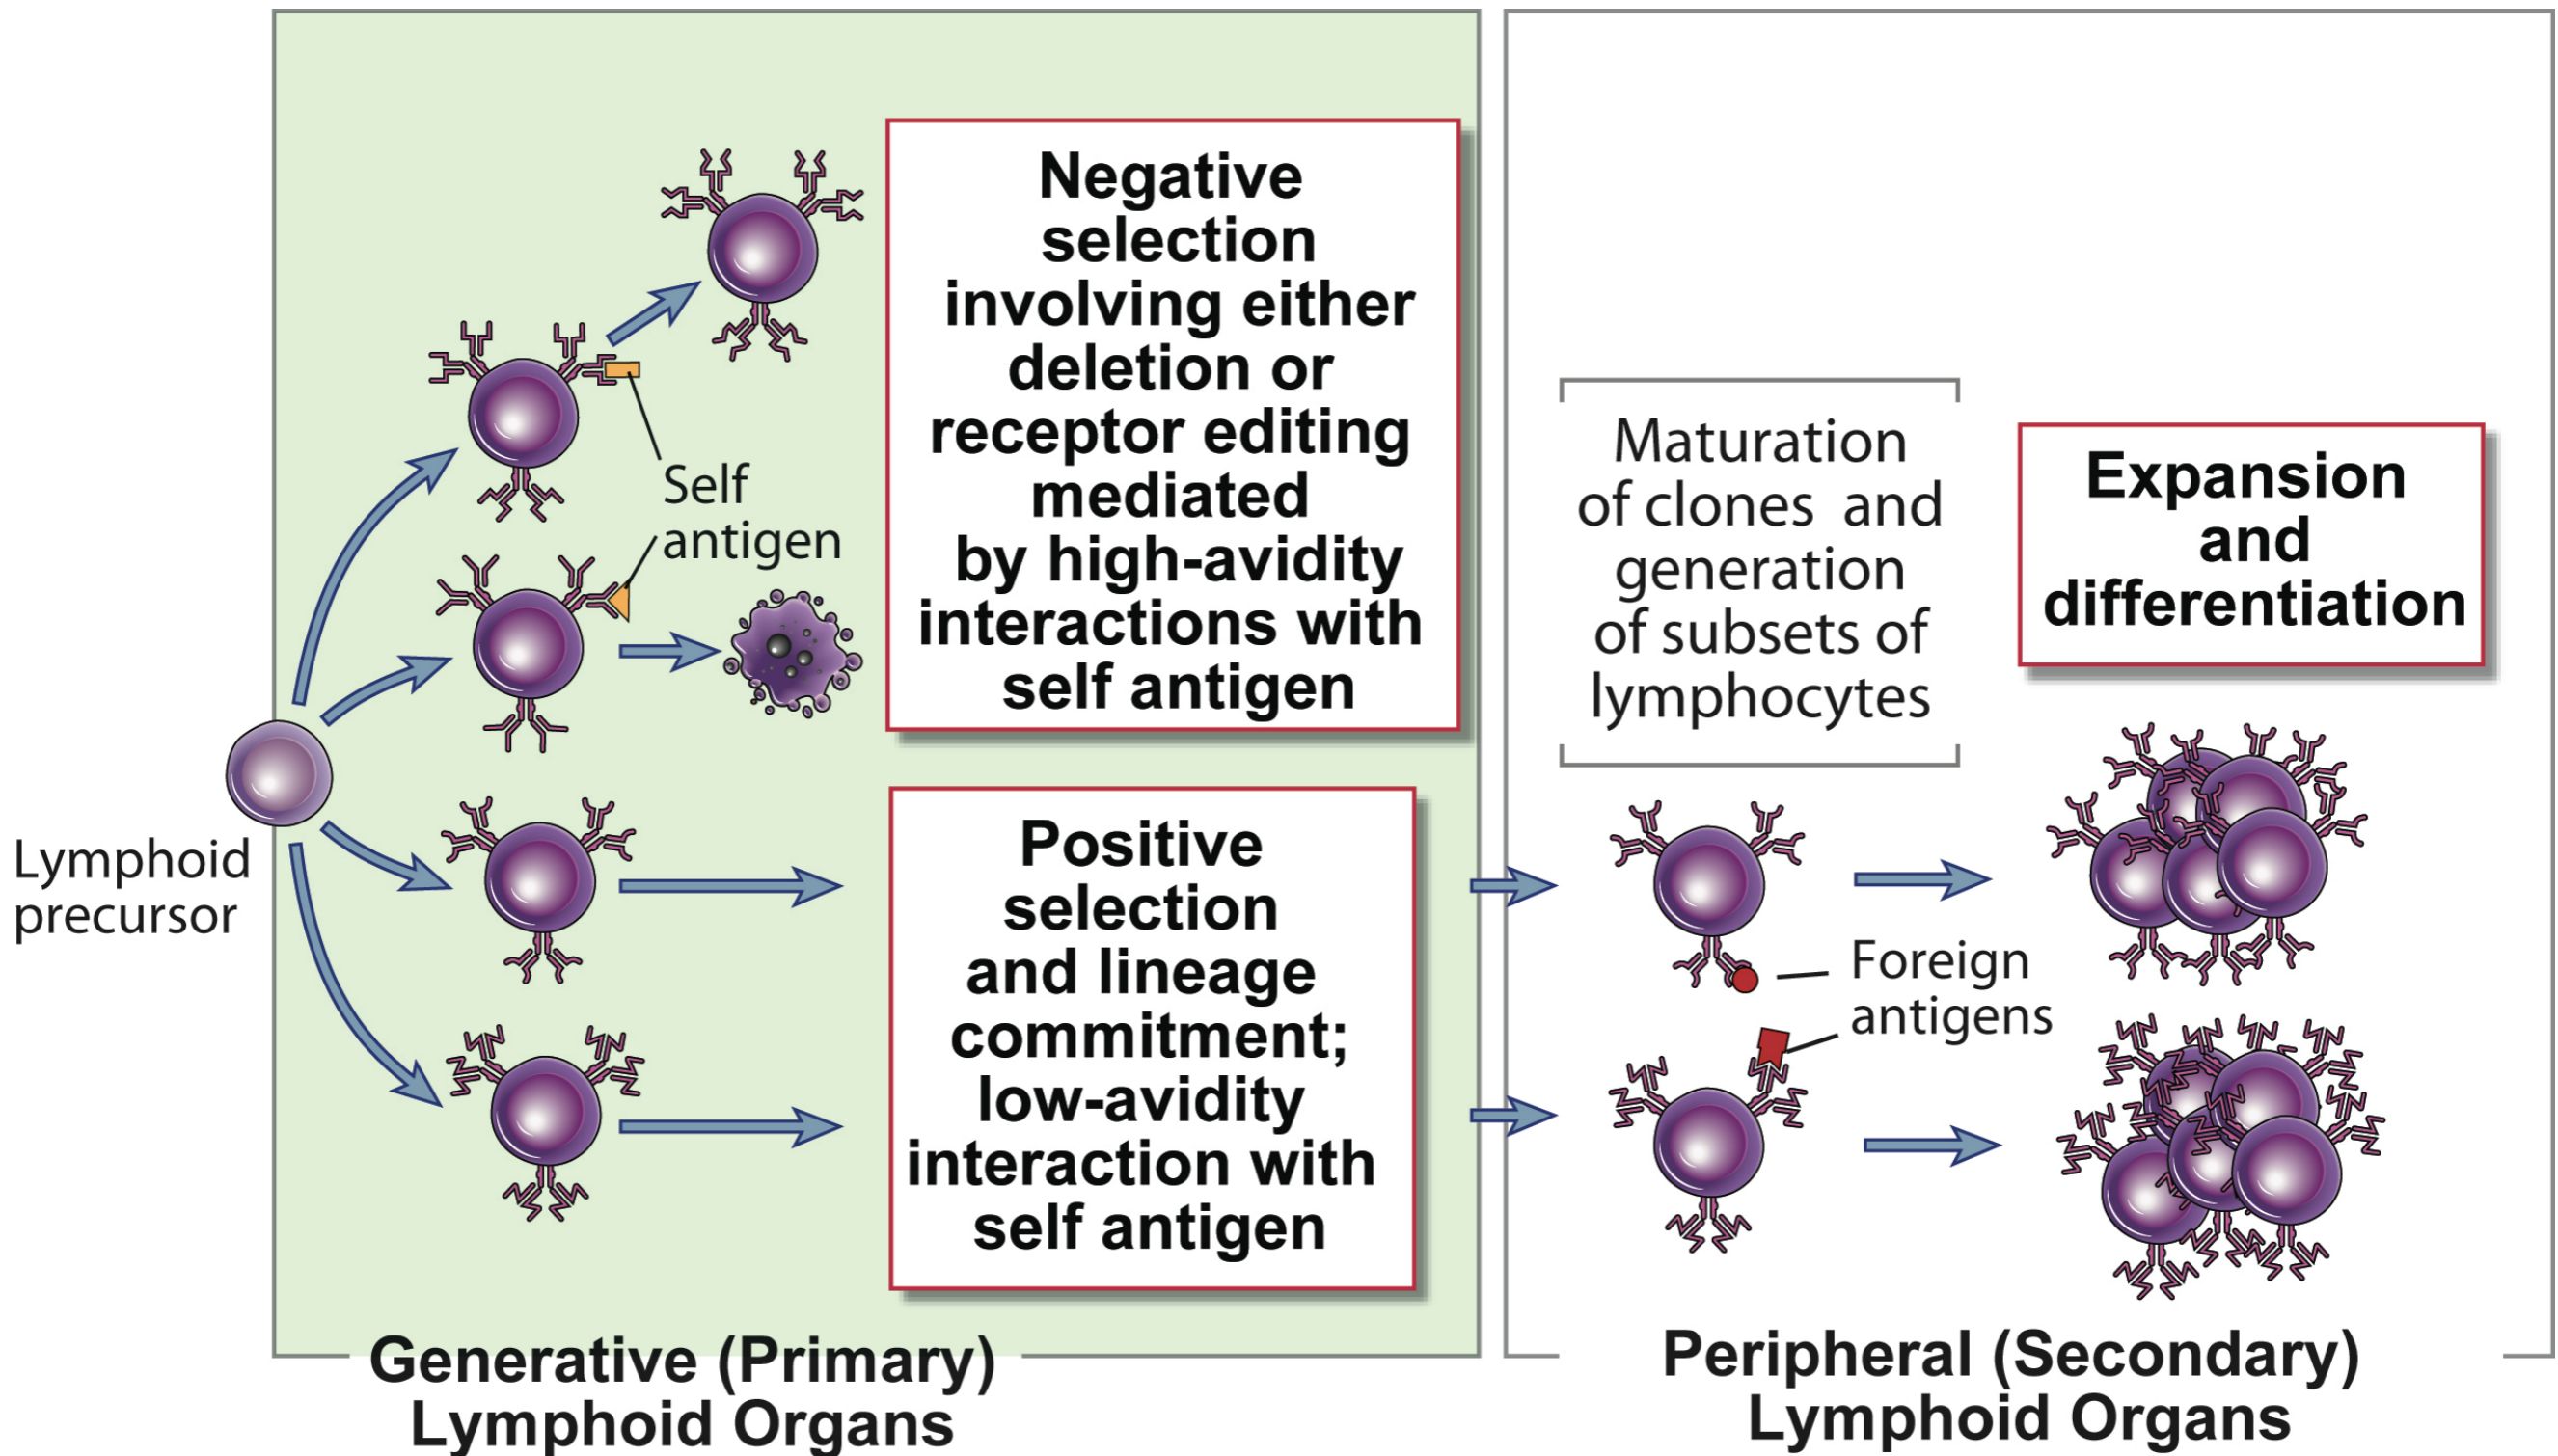 Negative
selection
involving either
deletion or
receptor editing
mediated
by high-avidity
interactions with
self antigen
Self
antigen
Lymphoid
precursor
Positive
selection
and lineage
commitment;
low-avidity
interaction with
self antigen
Generative (Primary)
Lymphoid Organs
Maturation
of clones and
generation
of subsets of
lymphocytes
Expansion
and
differentiation
Foreign
antigens
Peripheral (Secondary)
Lymphoid Organs